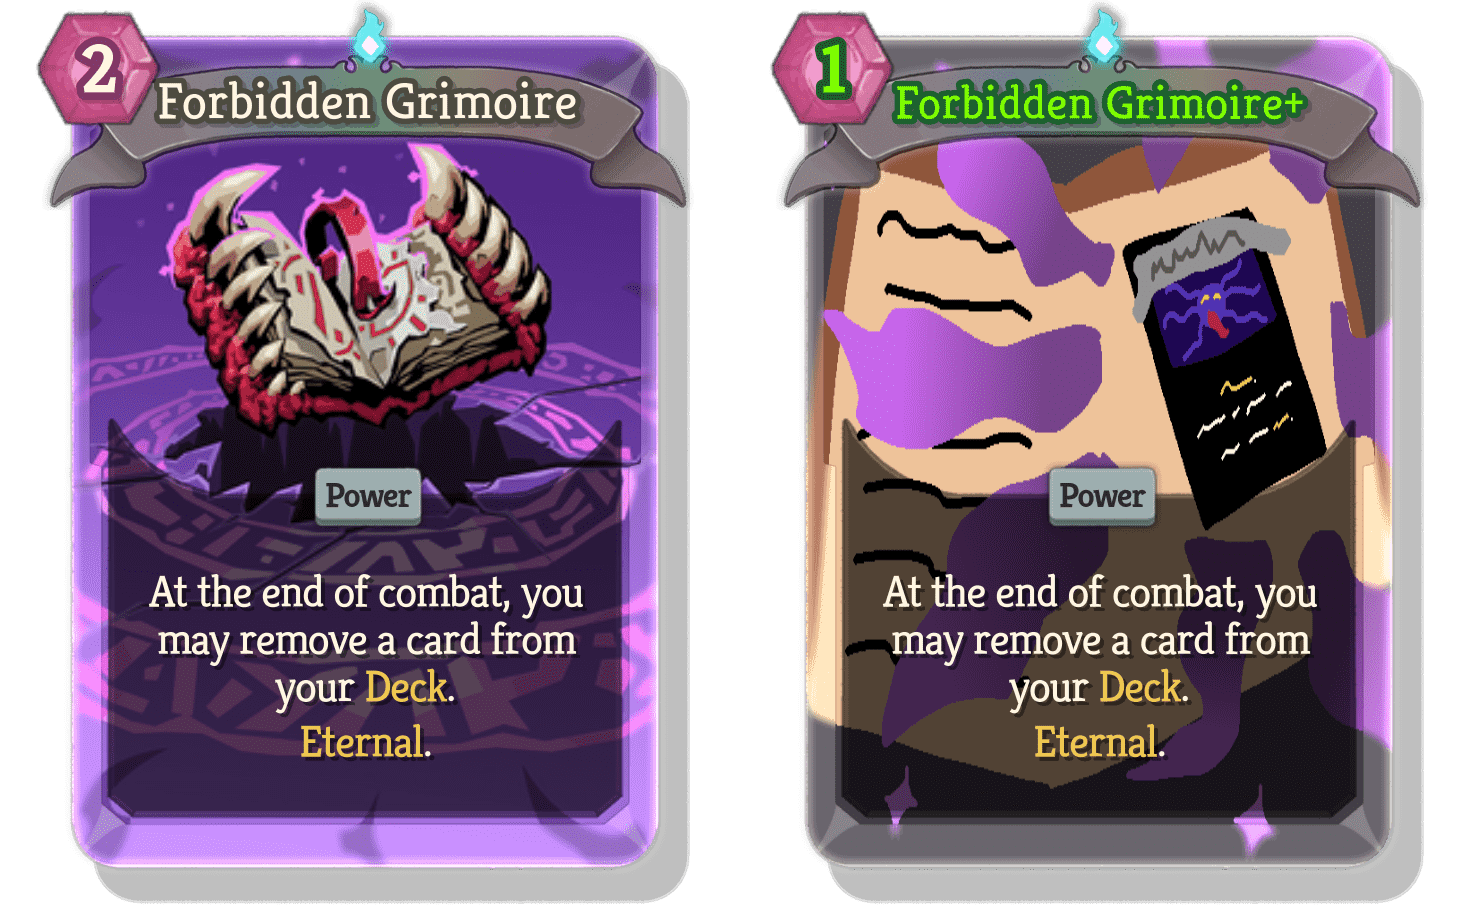 2
Forbidden Grimoire
Power
At the end of combat, you
may remove a card from
your Deck.
Eternal.
1
Forbidden Grimoire+
Power
At the end of combat, you
may remove a card from
your Deck.
Eternal.